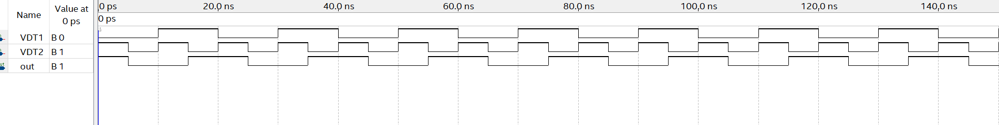 Name
Value at
0 ps
0 ps
20.0 ns
40.0 ns
60.0 ns
80.0 ns
100,0 ns
120,0 ns
140,0 ns
0 ps
VDT1
B 0
VDT2
B 1
ut
out
B 1